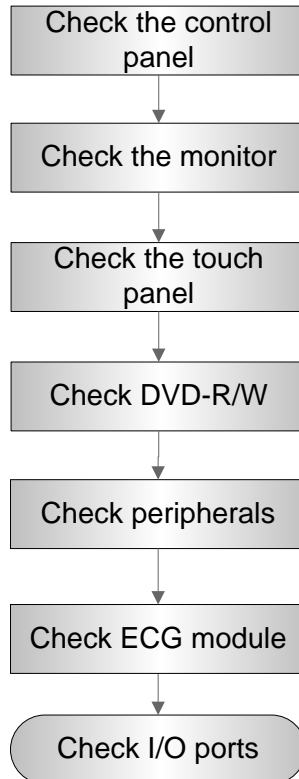 Check the control
panel
Check the monitor
Check the touch
panel
Check DVD-R/W
Check peripherals
Check ECG module
Check I/O ports